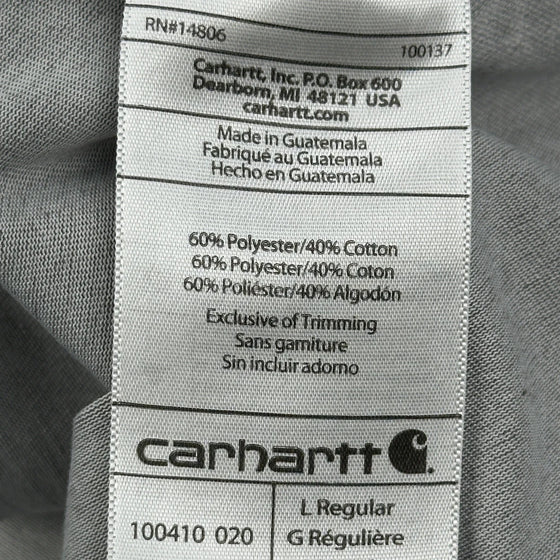 RN#14806
100137
Carhartt, Inc. P.O. Box 600
Dearborn, MI 48121 USA
carhartt.com
Made in Guatemala
Fabriqué au Guatemala
Hecho en Guatemala
60% Polyester/40% Cotton
60% Polyester/40% Coton
60% Poliéster/40% Algodón
Exclusive of Trimming
Sans garniture
Sin incluir adorno
carhartt
100410 020
L Regular
G Régulière